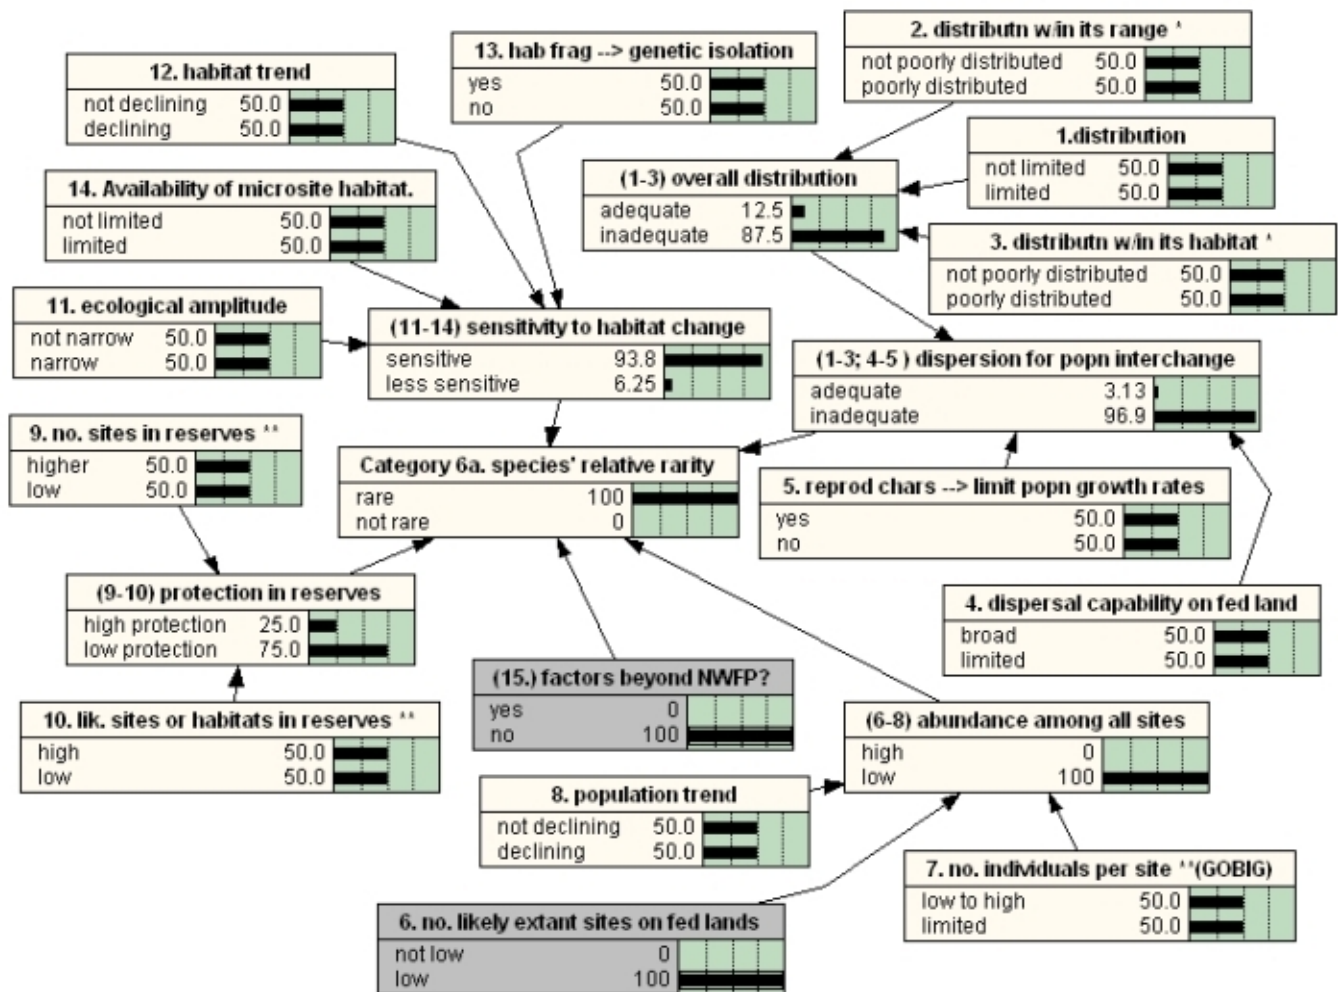 2. distributn w/in its range *
not poorly distributed 50.0
poorly distributed 50.0
13. hab frag --> genetic isolation
yes 50.0
no 50.0
12. habitat trend
not declining 50.0
declining 50.0
1.distribution
not limited 50.0
limited 50.0
(1-3) overall distribution
adequate 12.5
inadequate 87.5
14. Availability of microsite habitat.
not limited 50.0
limited 50.0
3. distributn w/in its habitat *
not poorly distributed 50.0
poorly distributed 50.0
11. ecological amplitude
not narrow 50.0
narrow 50.0
(11-14) sensitivity to habitat change
sensitive 93.8
less sensitive 6.25
(1-3; 4-5 ) dispersion for popn interchange
adequate 3.13
inadequate 96.9
9. no. sites in reserves **
higher 50.0
low 50.0
Category 6a. species' relative rarity
rare 100
not rare 0
5. reprod chars --> limit popn growth rates
yes 50.0
no 50.0
(9-10) protection in reserves
high protection 25.0
low protection 75.0
4. dispersal capability on fed land
broad 50.0
limited 50.0
(15.) factors beyond NWFP?
yes 0
no 100
10. lik. sites or habitats in reserves **
high 50.0
low 50.0
(6-8) abundance among all sites
high 0
low 100
8. population trend
not declining 50.0
declining 50.0
7. no. individuals per site **(GOBIG)
low to high 50.0
limited 50.0
6. no. likely extant sites on fed lands
not low 0
low 100